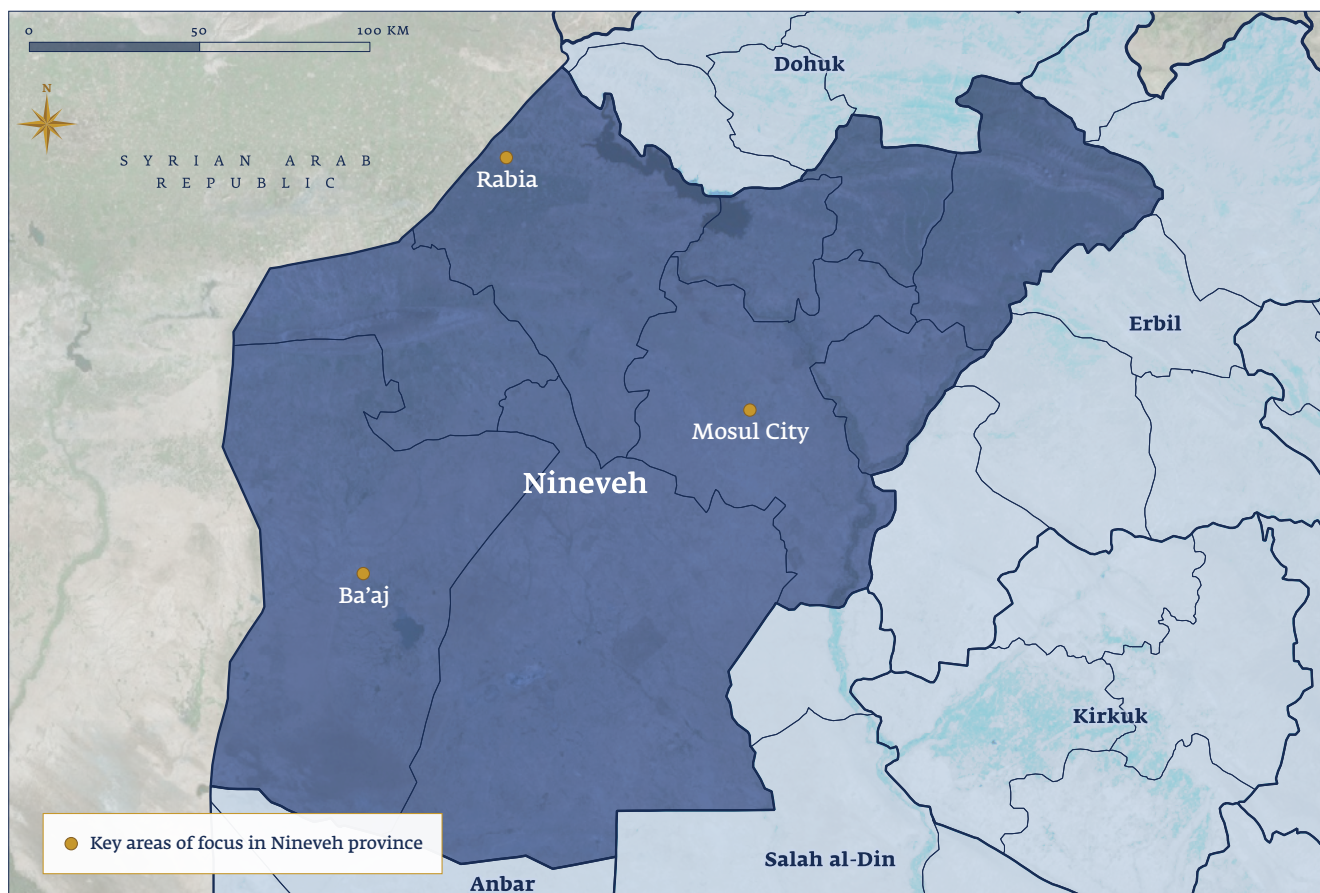 0 50 100 KM
N
SYRIAN ARAB
REPUBLIC
Dohuk
Rabia
Erbil
Mosul City
Nineveh
Ba’aj
Kirkuk
Key areas of focus in Nineveh province
Salah al-Din
Anbar